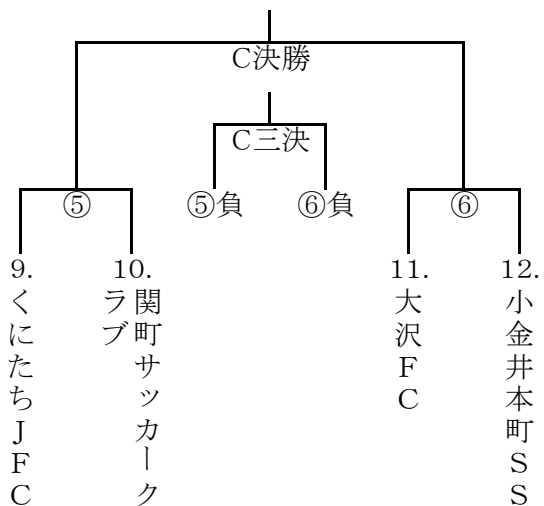 C決勝
C三決
⑤
⑤負
⑥負
⑥
9.
くにたちJFC
10.
関町サッカーク
ラブ
11.
大沢FC
12.
小金井本町SS